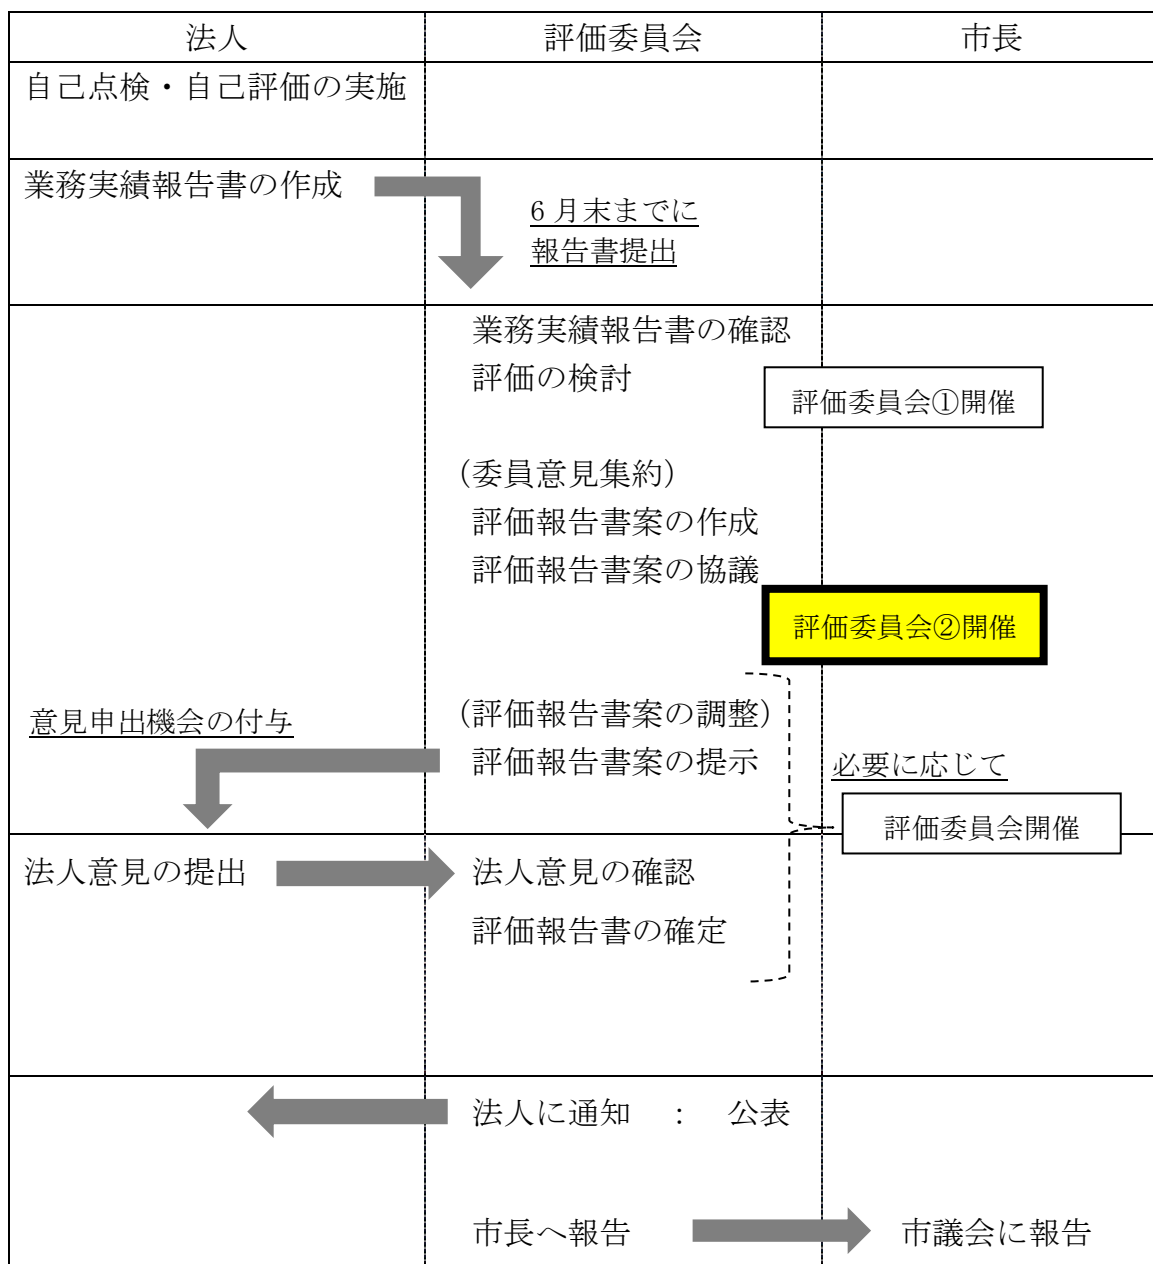 法人
評価委員会
市長
自己点検・自己評価の実施
業務実績報告書の作成
6月末までに
報告書提出
業務実績報告書の確認
評価の検討
評価委員会①開催
(委員意見集約)
評価報告書案の作成
評価報告書案の協議
評価委員会②開催
意見申出機会の付与
(評価報告書案の調整)
評価報告書案の提示
必要に応じて
評価委員会開催
法人意見の提出
法人意見の確認
評価報告書の確定
法人に通知 : 公表
市長へ報告
市議会に報告